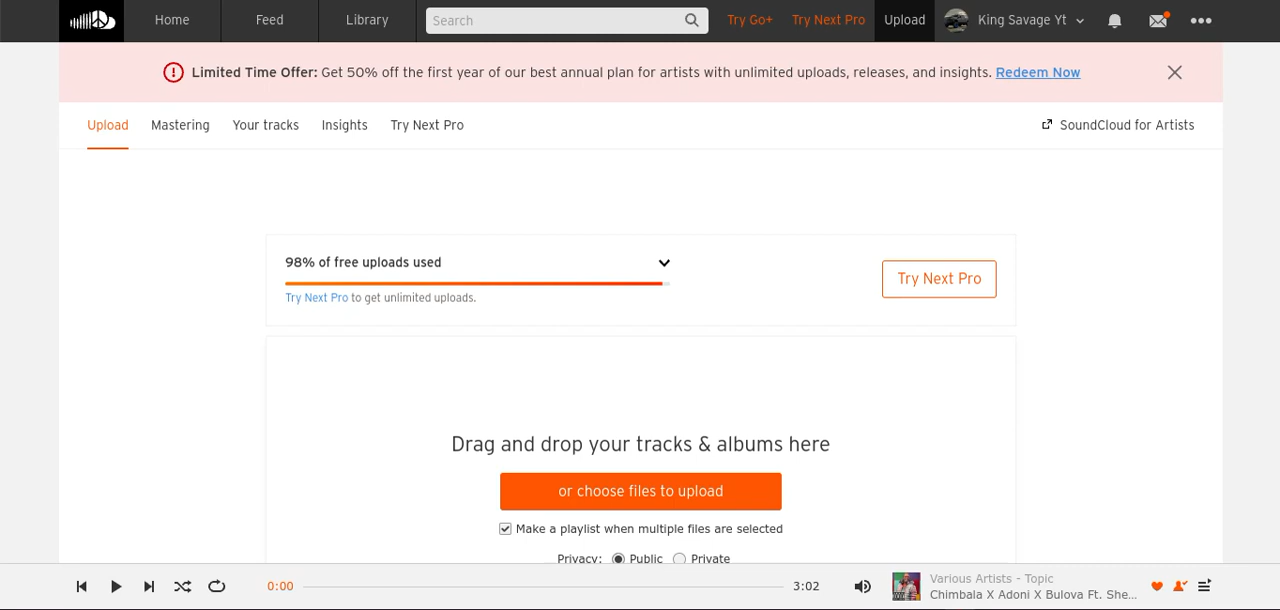 Home
Feed
Library
Search
Try Go+
Try Next Pro
Upload
King Savage Yt
Limited Time Offer: Get 50% off the first year of our best annual plan for artists with unlimited uploads, releases, and insights. Redeem Now
Upload
Mastering
Your tracks
Insights
Try Next Pro
SoundCloud for Artists
98% of free uploads used
Try Next Pro to get unlimited uploads.
Try Next Pro
Drag and drop your tracks & albums here
or choose files to upload
Make a playlist when multiple files are selected
Privacy: Public Private
0:00
3:02
Various Artists - Topic
Chimbala X Adoni X Bulova Ft. She...